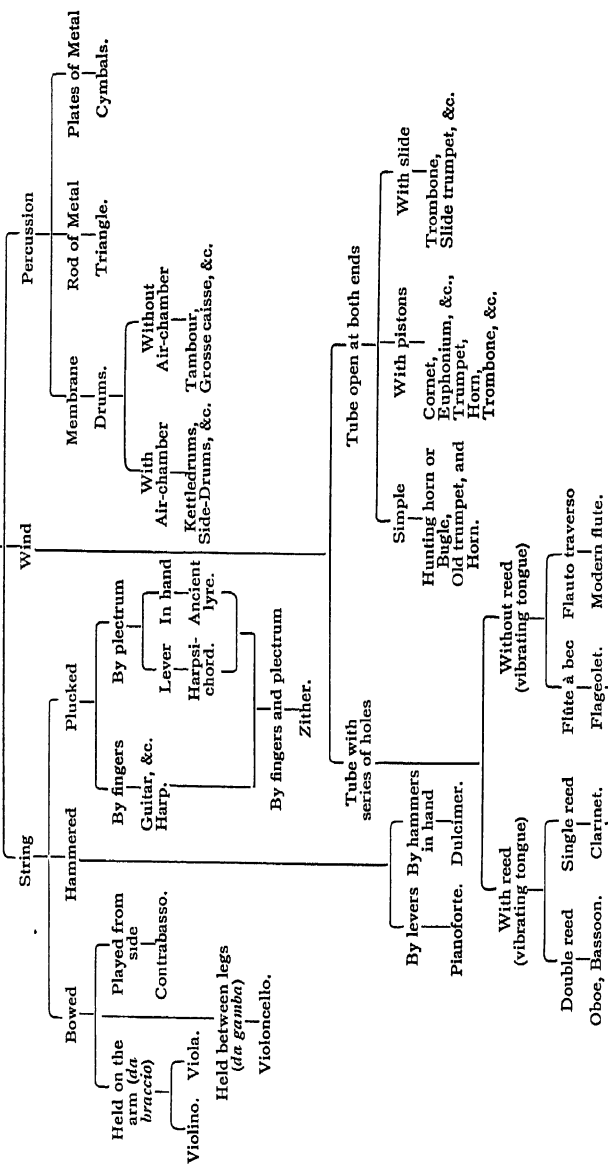 String
Wind
Percussion
Bowed
Hammered
Plucked
Membrane
Rod of Metal
Plates of Metal
Drums.
Triangle.
Cymbals.
Held on the
arm (da
braccio)
Played from
side
Contrabasso.
Violino. Viola.
Held between legs
(da gamba)
Violoncello.
By fingers
Guitar, &c.
Harp.
By plectrum
Lever
In hand
Harpsi-
chord.
Ancient
lyre.
By fingers and plectrum
Zither.
With
Air-chamber
Kettledrums,
Side-Drums, &c.
Without
Air-chamber
Tambour,
Grosse caisse, &c.
By levers
Pianoforte.
By hammers
in hand
Dulcimer.
Tube with
series of holes
Tube open at both ends
Simple
Hunting horn or
Bugle,
Old trumpet, and
Horn.
With pistons
Cornet,
Euphonium, &c.,
Trumpet,
Horn,
Trombone, &c.
With slide
Trombone,
Slide trumpet, &c.
With reed
(vibrating tongue)
Without reed
(vibrating tongue)
Double reed
Oboe, Bassoon.
Single reed
Clarinet.
Flûte à bec
Flageolet.
Flauto traverso
Modern flute.